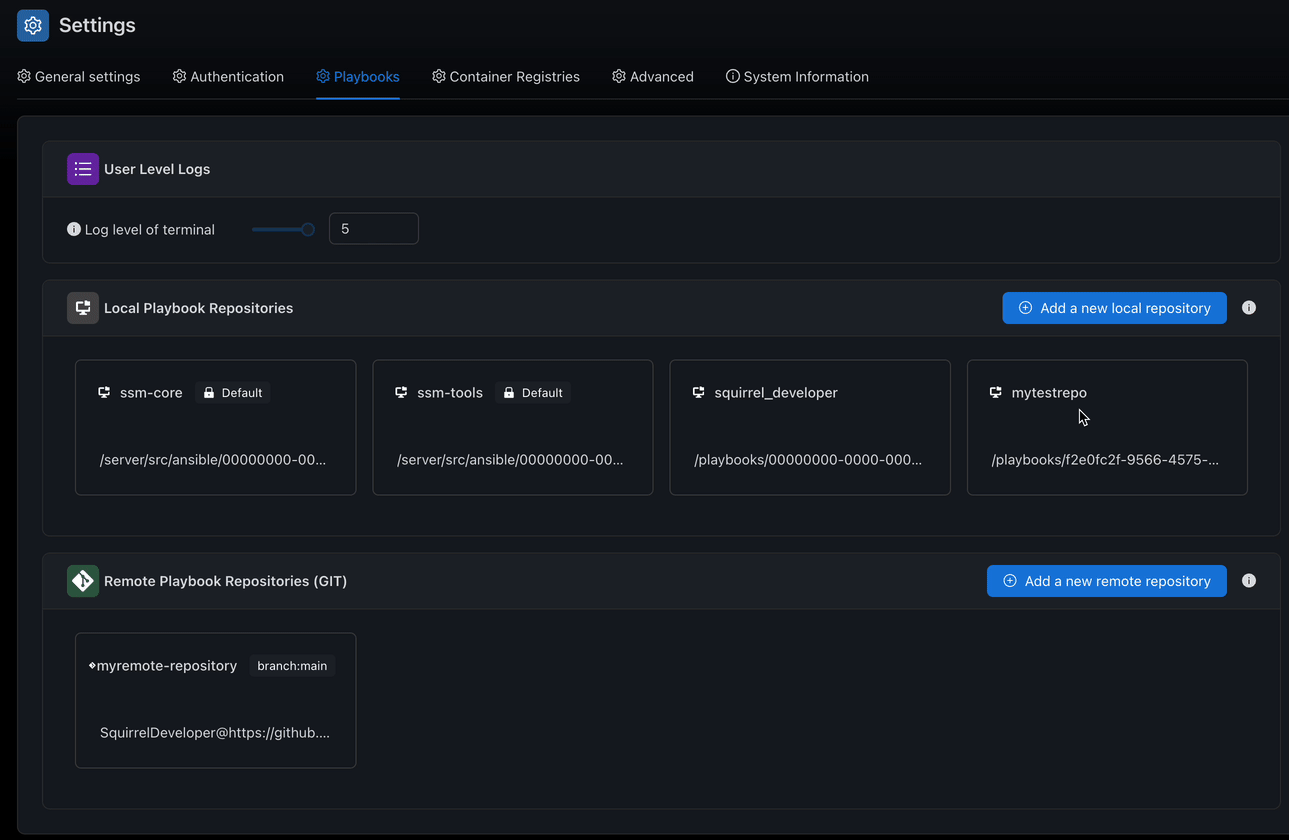 Settings
General settings Authentication Playbooks Container Registries Advanced System Information
User Level Logs
Log level of terminal 5
Local Playbook Repositories Add a new local repository
ssm-core Default ssm-tools Default squirrel_developer mytestrepo
/server/src/ansible/00000000-00... /server/src/ansible/00000000-00... /playbooks/00000000-0000-000... /playbooks/f2e0fc2f-9566-4575-...
Remote Playbook Repositories (GIT) Add a new remote repository
myremote-repository branch:main
SquirrelDeveloper@https://github....